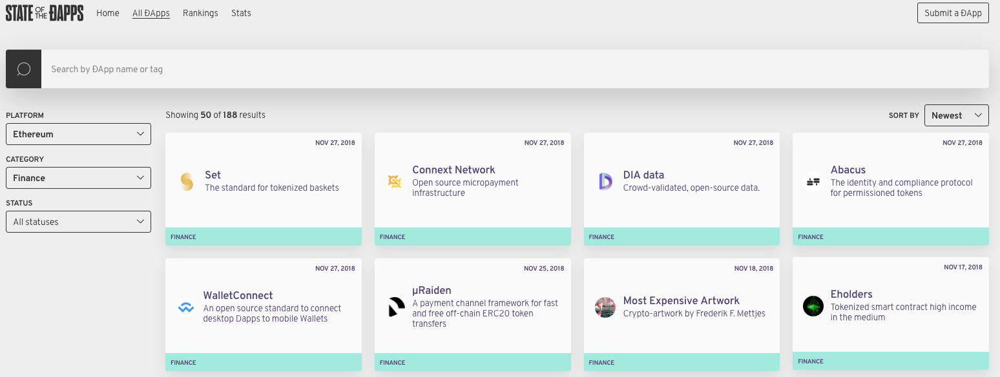 STATE OF THE ĐAPPS
Home
All ĐApps
Rankings
Stats
Submit a ĐApp
Search by ĐApp name or tag
PLATFORM
Ethereum
CATEGORY
Finance
STATUS
All statuses
Showing 50 of 188 results
SORT BY
Newest
NOV 27, 2018
Set
The standard for tokenized baskets
FINANCE
NOV 27, 2018
Connext Network
Open source micropayment
infrastructure
FINANCE
NOV 27, 2018
DIA data
Crowd-validated, open-source data.
FINANCE
NOV 27, 2018
Abacus
The identity and compliance protocol
for permissioned tokens
FINANCE
NOV 27, 2018
WalletConnect
An open source standard to connect
desktop Dapps to mobile Wallets
FINANCE
NOV 25, 2018
µRaiden
A payment channel framework for fast
and free off-chain ERC20 token
transfers
FINANCE
NOV 18, 2018
Most Expensive Artwork
Crypto-artwork by Frederik F. Mettjes
FINANCE
NOV 17, 2018
Eholders
Tokenized smart contract high income
in the medium
FINANCE